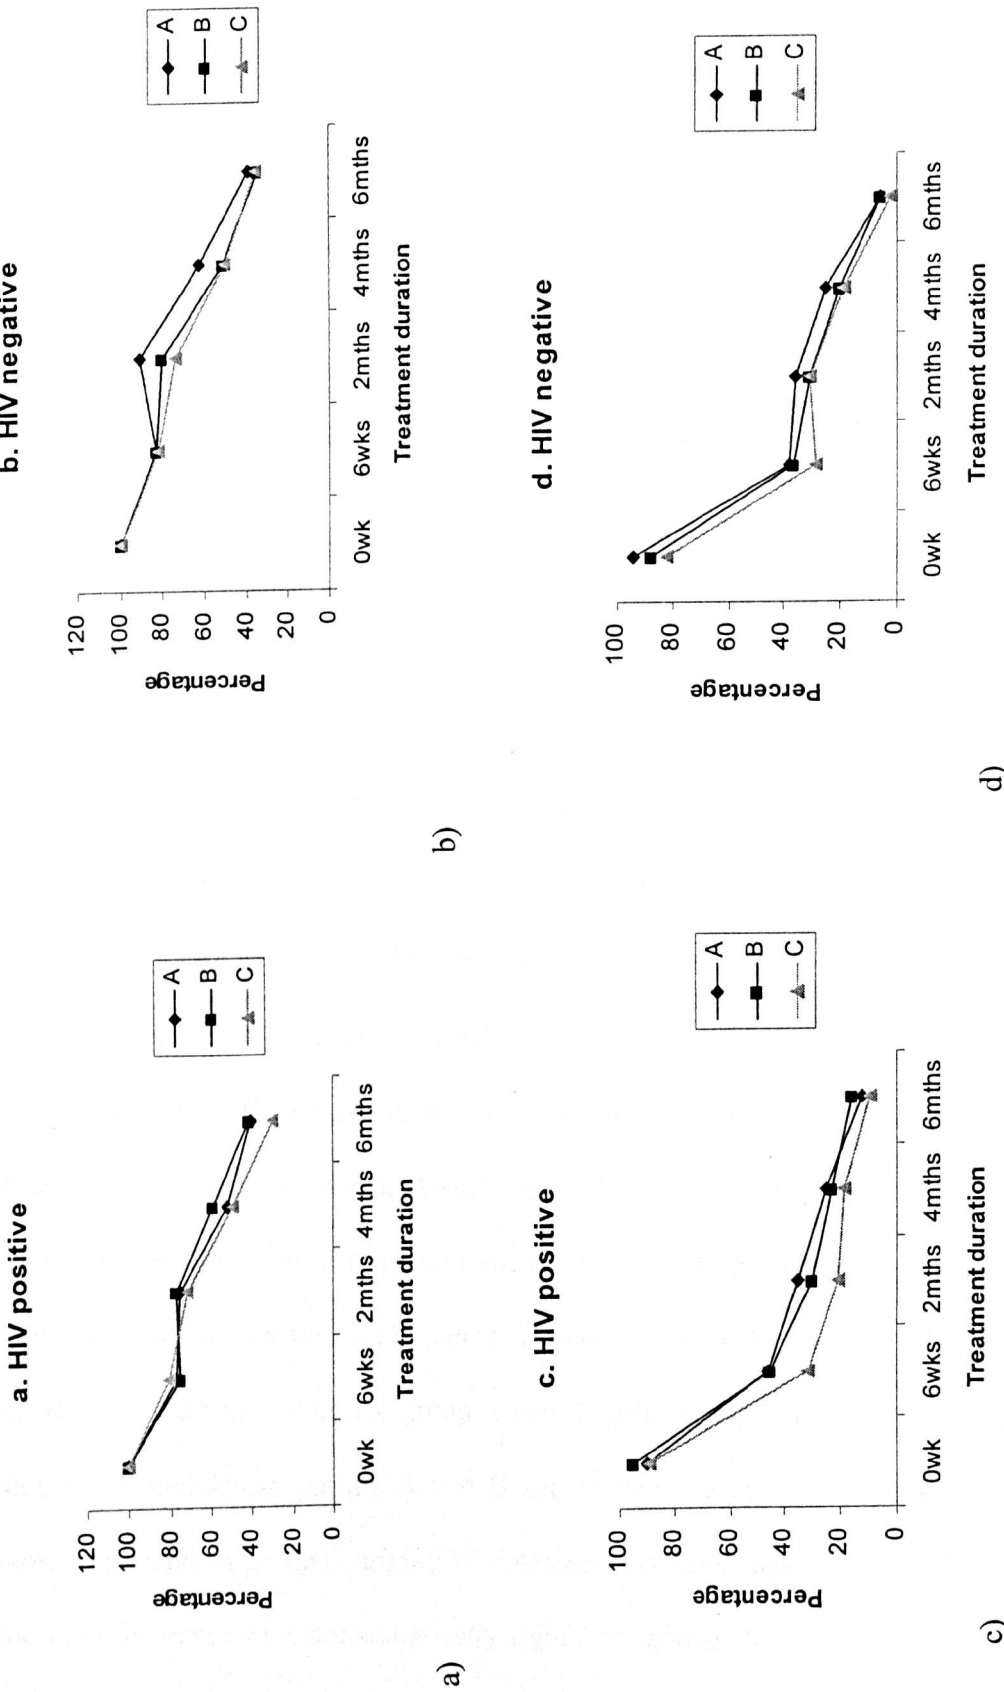 a. HIV positive
120
100
80
60
40
20
0
Percentage
0wk 6wks 2mths 4mths 6mths
Treatment duration
A
B
C
a)
b. HIV negative
120
100
80
60
40
20
0
Percentage
0wk 6wks 2mths 4mths 6mths
Treatment duration
A
B
C
b)
c. HIV positive
100
80
60
40
20
0
Percentage
0wk 6wks 2mths 4mths 6mths
Treatment duration
A
B
C
c)
d. HIV negative
100
80
60
40
20
0
Percentage
0wk 6wks 2mths 4mths 6mths
Treatment duration
A
B
C
d)